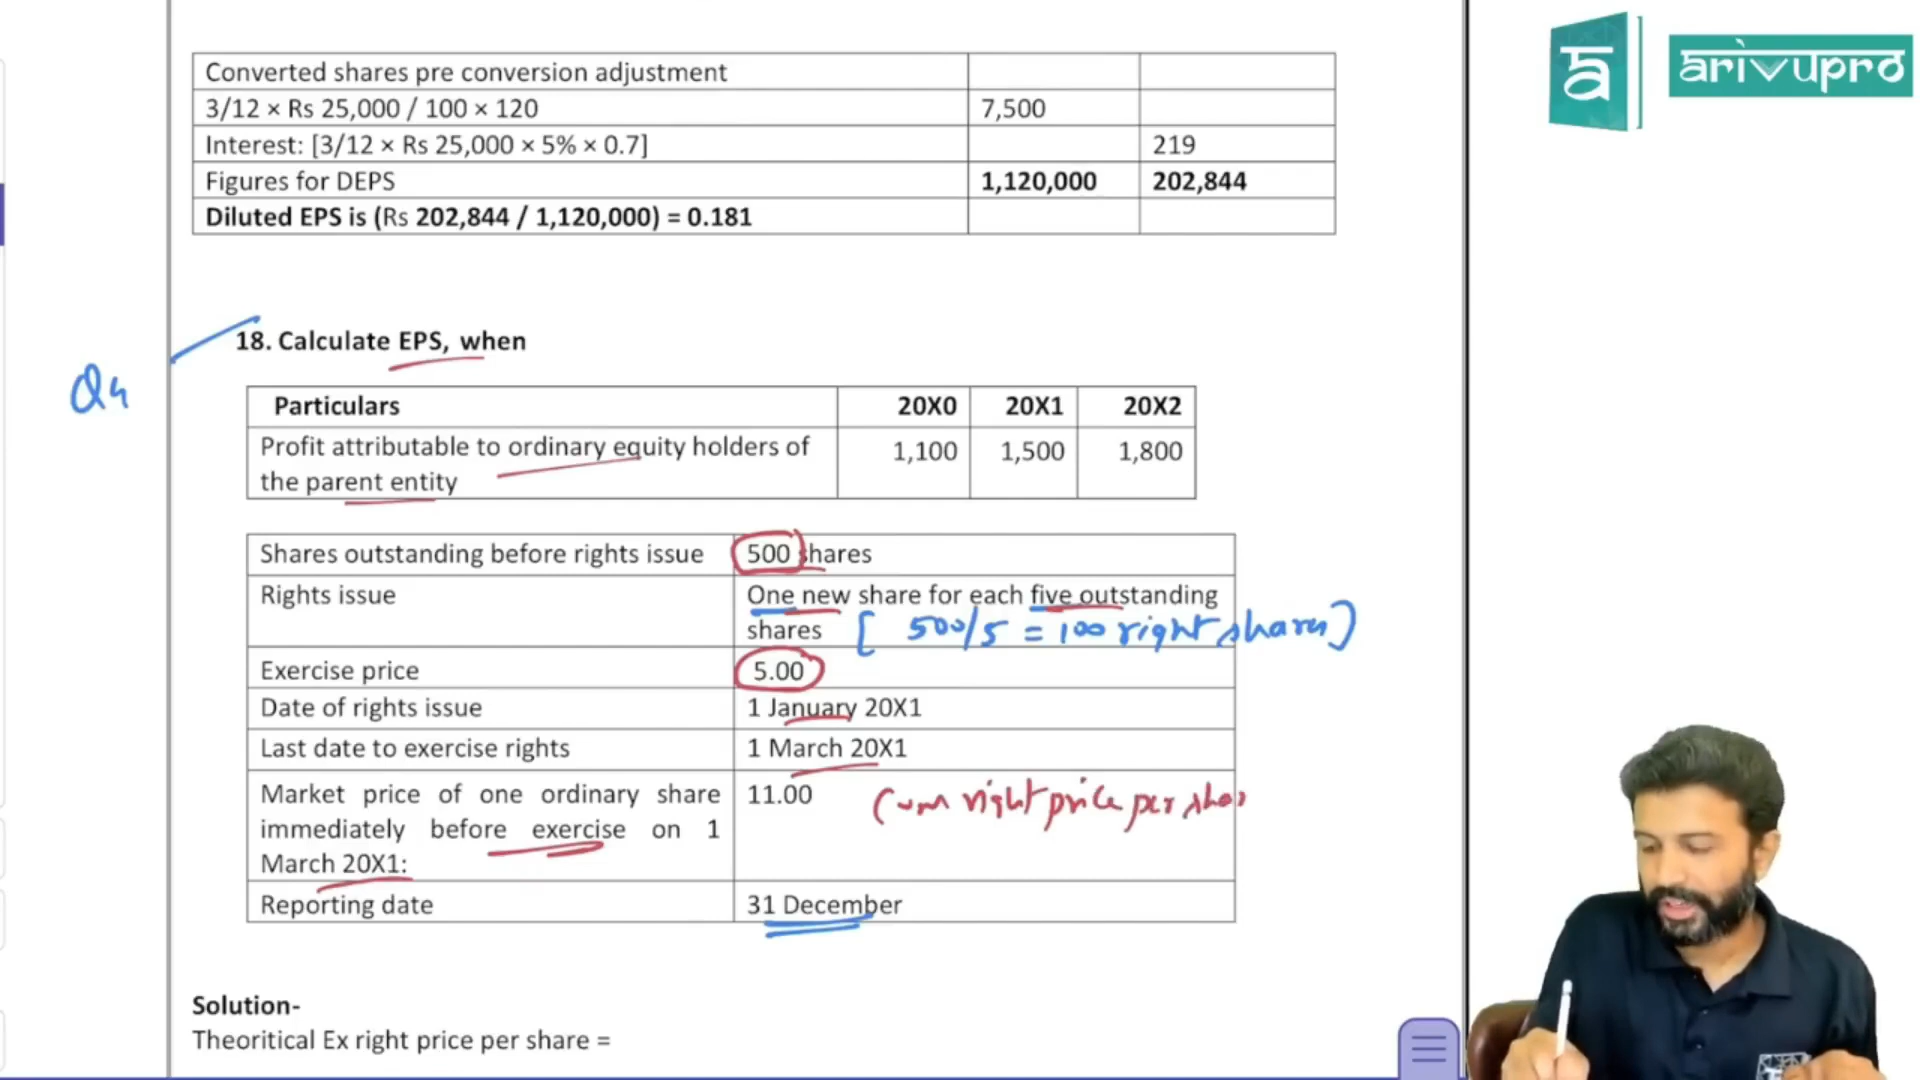 ā
arivupro
Converted shares pre conversion adjustment
3/12 × Rs 25,000 / 100 × 120 7,500
Interest: [3/12 × Rs 25,000 × 5% × 0.7] 219
Figures for DEPS 1,120,000 202,844
Diluted EPS is (Rs 202,844 / 1,120,000) = 0.181
Q4
18. Calculate EPS, when
Particulars 20X0 20X1 20X2
Profit attributable to ordinary equity holders of the parent entity 1,100 1,500 1,800
Shares outstanding before rights issue 500 shares
Rights issue One new share for each five outstanding
shares [ 500/5 = 100 right shares ]
Exercise price 5.00
Date of rights issue 1 January 20X1
Last date to exercise rights 1 March 20X1
Market price of one ordinary share 11.00 (cum right price per shar
immediately before exercise on 1
March 20X1:
Reporting date 31 December
Solution-
Theoritical Ex right price per share =